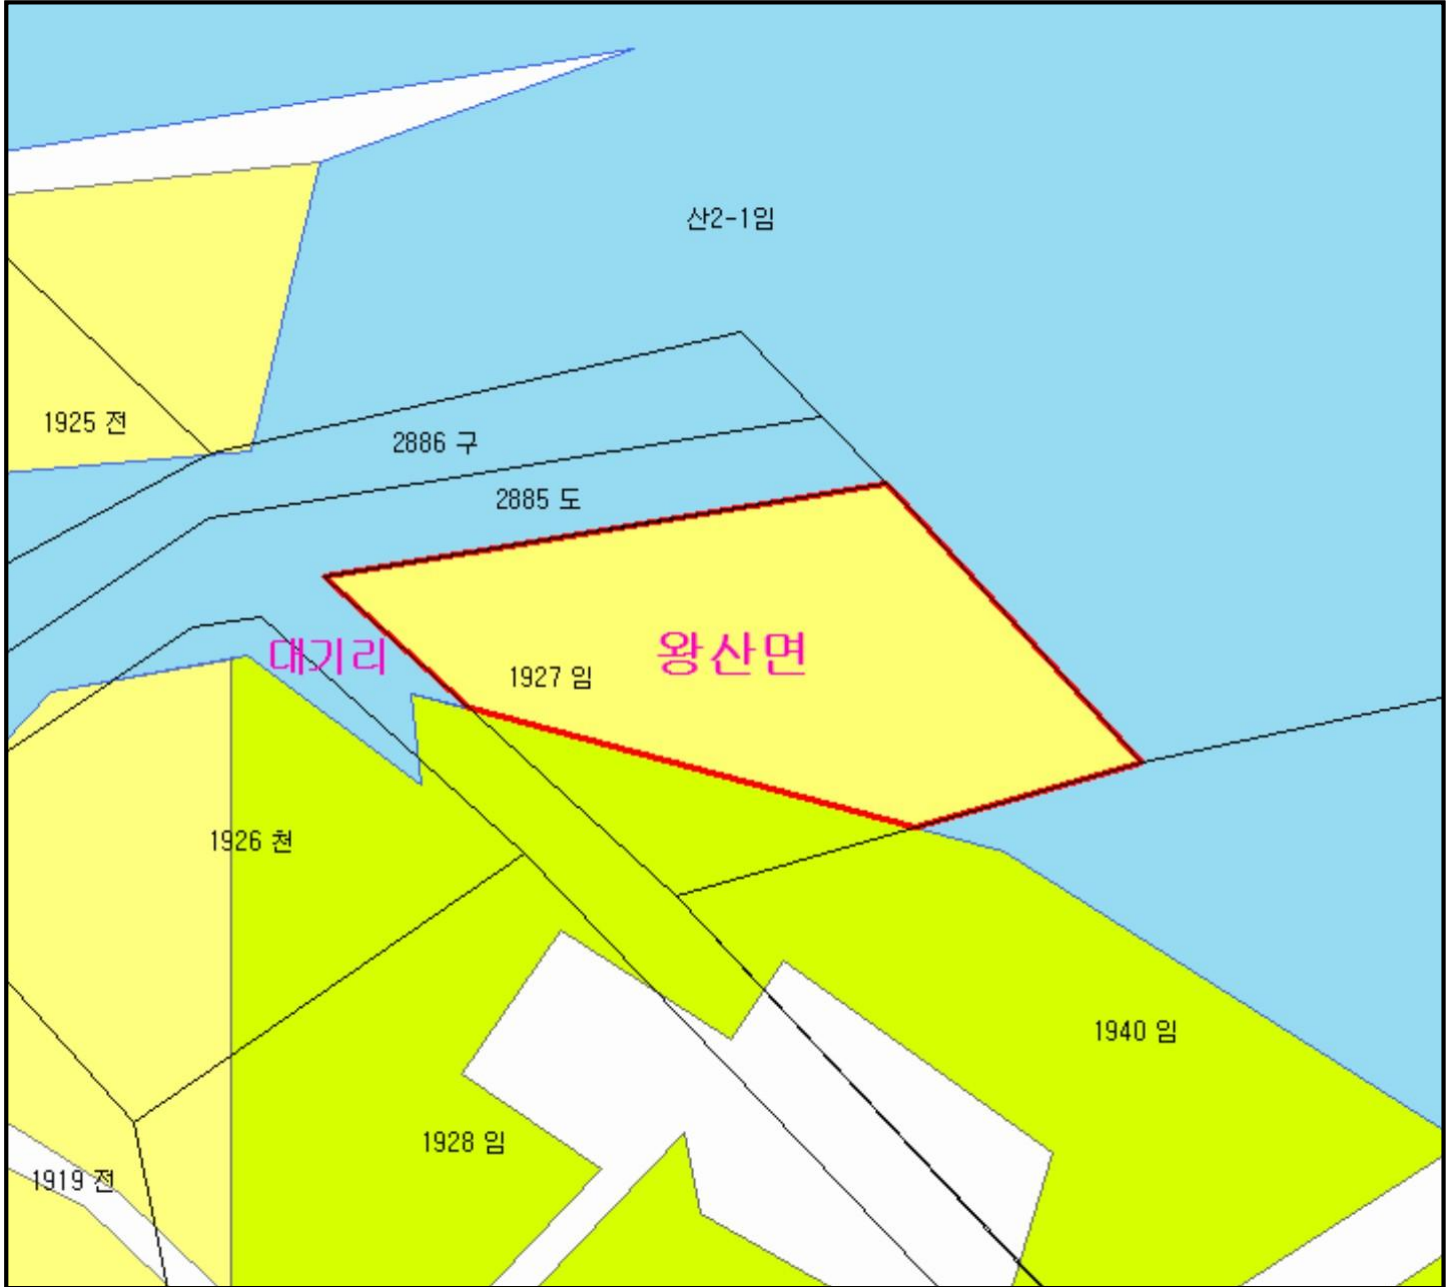 산2-1임
1925 전
2886 구
2885 도
대기리
왕산면
1927 임
1926 천
1940 임
1928 임
1919 전